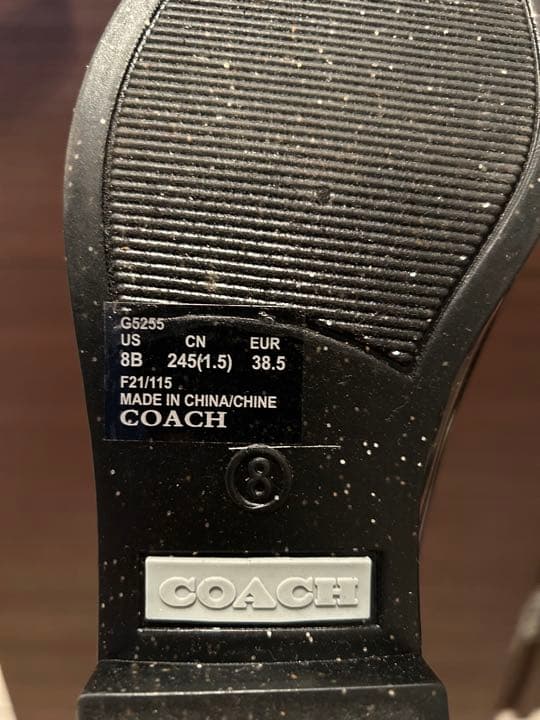 G5255
US CN EUR
8B 245(1.5) 38.5
F21/115
MADE IN CHINA/CHINE
COACH
8
COACH